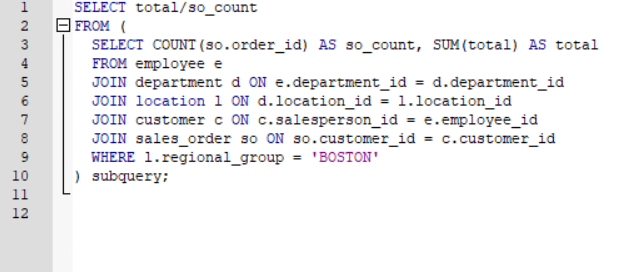 1 SELECT total/so_count
2 FROM (
3 SELECT COUNT(so.order_id) AS so_count, SUM(total) AS total
4 FROM employee e
5 JOIN department d ON e.department_id = d.department_id
6 JOIN location l ON d.location_id = l.location_id
7 JOIN customer c ON c.salesperson_id = e.employee_id
8 JOIN sales_order so ON so.customer_id = c.customer_id
9 WHERE l.regional_group = 'BOSTON'
10 ) subquery;
11
12